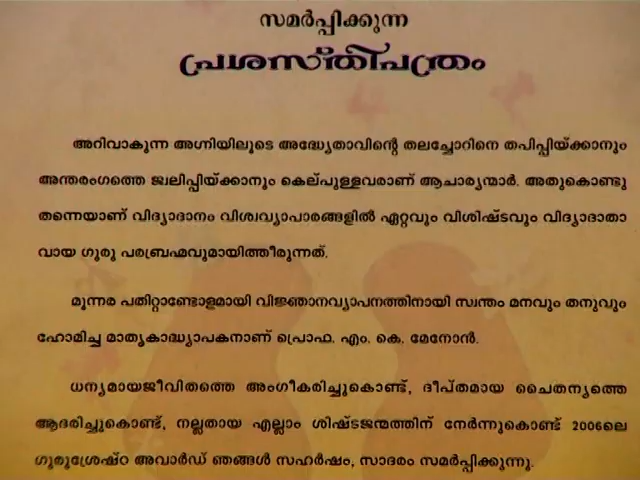 സമർപ്പിക്കുന്ന
പ്രശസ്തിപത്രം
അറിവാകുന്ന അഗ്നിയിലൂടെ അദ്ധ്യേതാവിന്റെ തലച്ചോറിനെ തപിപ്പിയ്ക്കാനും
അന്തരംഗത്തെ ജ്വലിപ്പിയ്ക്കാനും കെല്പുള്ളവരാണ് ആചാര്യന്മാർ. അതുകൊണ്ടു
തന്നെയാണ് വിദ്യാദാനം വിശ്വവ്യാപാരങ്ങളിൽ ഏറ്റവും വിശിഷ്ടവും വിദ്യാദാതാ
വായ ഗുരു പരബ്രഹ്മവുമായിത്തീരുന്നത്.
മൂന്നര പതിറ്റാണ്ടോളമായി വിജ്ഞാനവ്യാപനത്തിനായി സ്വന്തം മനവും തനുവും
ഹോമിച്ച മാതൃകാദ്ധ്യാപകനാണ് പ്രൊഫ. എം. കെ. മേനോൻ.
ധന്യമായജീവിതത്തെ അംഗീകരിച്ചുകൊണ്ട്, ദീപ്തമായ ചൈതന്യത്തെ
ആദരിച്ചുകൊണ്ട്, നല്ലതായ എല്ലാം ശിഷ്ടജന്മത്തിന് നേർന്നുകൊണ്ട് 2006ലെ
ഗുരുശ്രേഷ്ഠ അവാർഡ് ഞങ്ങൾ സഹർഷം, സാദരം സമർപ്പിക്കുന്നു.